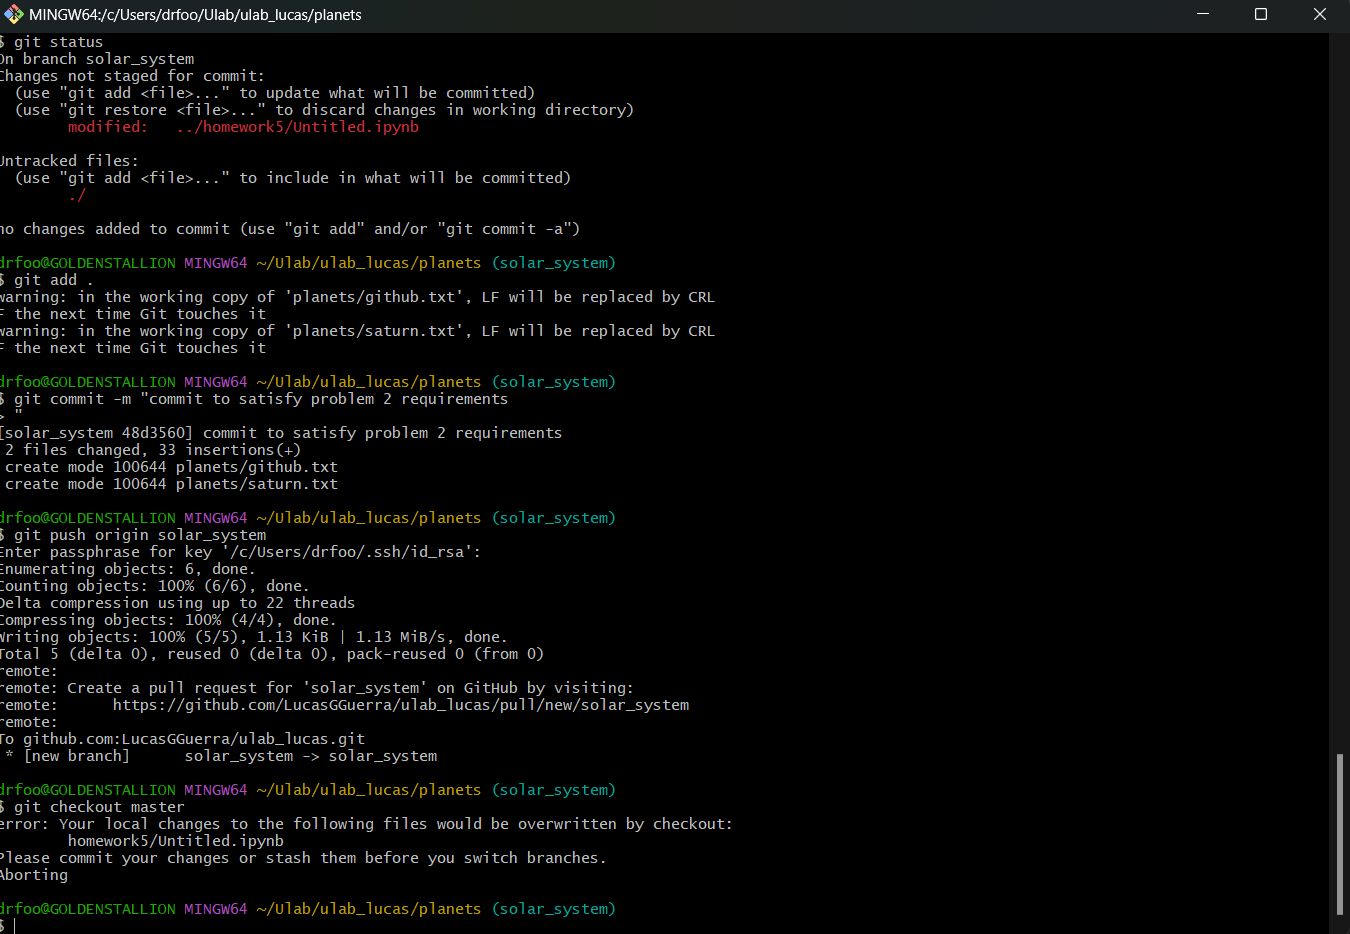 MINGW64:/c/Users/drfoo/Ulab/ulab_lucas/planets
$ git status
On branch solar_system
Changes not staged for commit:
  (use "git add <file>..." to update what will be committed)
  (use "git restore <file>..." to discard changes in working directory)
        modified:   ../homework5/Untitled.ipynb

Untracked files:
  (use "git add <file>..." to include in what will be committed)
        ./

no changes added to commit (use "git add" and/or "git commit -a")

drfoo@GOLDENSTALLION MINGW64 ~/Ulab/ulab_lucas/planets (solar_system)
$ git add .
warning: in the working copy of 'planets/github.txt', LF will be replaced by CRL
F the next time Git touches it
warning: in the working copy of 'planets/saturn.txt', LF will be replaced by CRL
F the next time Git touches it

drfoo@GOLDENSTALLION MINGW64 ~/Ulab/ulab_lucas/planets (solar_system)
$ git commit -m "commit to satisfy problem 2 requirements
> "
[solar_system 48d3560] commit to satisfy problem 2 requirements
 2 files changed, 33 insertions(+)
 create mode 100644 planets/github.txt
 create mode 100644 planets/saturn.txt

drfoo@GOLDENSTALLION MINGW64 ~/Ulab/ulab_lucas/planets (solar_system)
$ git push origin solar_system
Enter passphrase for key '/c/Users/drfoo/.ssh/id_rsa':
Enumerating objects: 6, done.
Counting objects: 100% (6/6), done.
Delta compression using up to 22 threads
Compressing objects: 100% (4/4), done.
Writing objects: 100% (5/5), 1.13 KiB | 1.13 MiB/s, done.
Total 5 (delta 0), reused 0 (delta 0), pack-reused 0 (from 0)
remote:
remote: Create a pull request for 'solar_system' on GitHub by visiting:
remote:      https://github.com/LucasGGuerra/ulab_lucas/pull/new/solar_system
remote:
To github.com:LucasGGuerra/ulab_lucas.git
 * [new branch]      solar_system -> solar_system

drfoo@GOLDENSTALLION MINGW64 ~/Ulab/ulab_lucas/planets (solar_system)
$ git checkout master
error: Your local changes to the following files would be overwritten by checkout:
        homework5/Untitled.ipynb
Please commit your changes or stash them before you switch branches.
Aborting

drfoo@GOLDENSTALLION MINGW64 ~/Ulab/ulab_lucas/planets (solar_system)
$